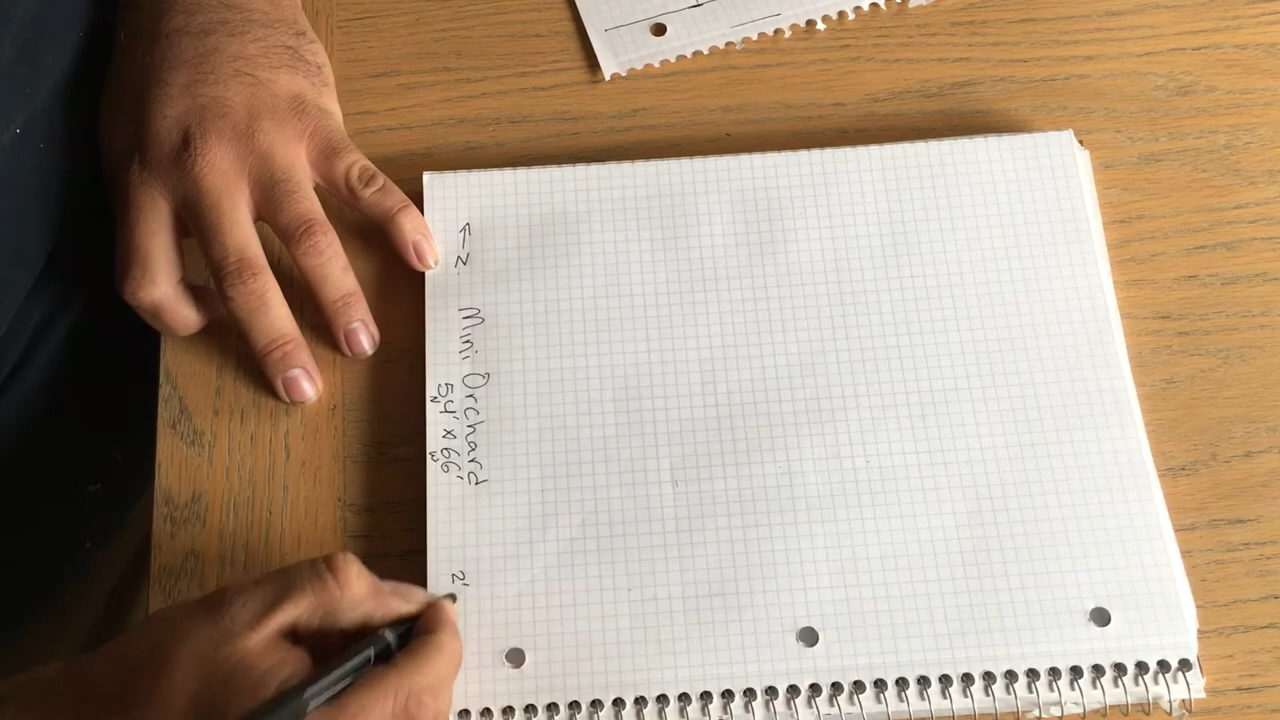 ←N
Mini Orchard
54' x 66'
N W
2'